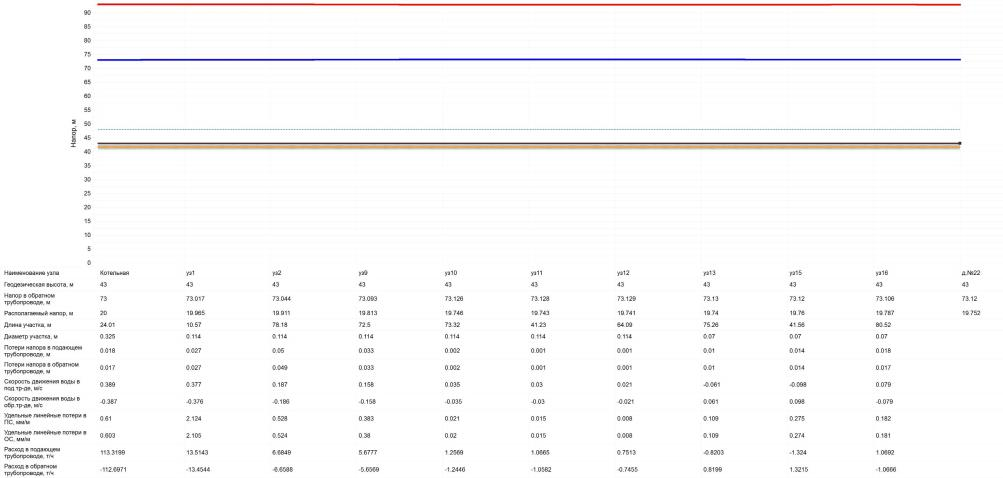 90
85
80
75
70
65
60
55
50
45
40
35
30
25
20
15
10
5
0
Напор, м
Наименование узла Котельная уз1 уз2 уз9 уз10 уз11 уз12 уз13 уз15 уз16 д.№22
Геодезическая высота, м 43 43 43 43 43 43 43 43 43 43 43
Напор в обратном
трубопроводе, м 73 73.017 73.044 73.093 73.126 73.128 73.129 73.13 73.12 73.106 73.12
Располагаемый напор, м 20 19.965 19.911 19.813 19.746 19.743 19.741 19.74 19.76 19.787 19.752
Длина участка, м 24.01 10.57 78.18 72.5 73.32 41.23 64.09 75.26 41.56 80.52
Диаметр участка, м 0.325 0.114 0.114 0.114 0.114 0.114 0.114 0.07 0.07 0.07
Потери напора в подающем
трубопроводе, м 0.018 0.027 0.05 0.033 0.002 0.001 0.001 0.01 0.014 0.018
Потери напора в обратном
трубопроводе, м 0.017 0.027 0.049 0.033 0.002 0.001 0.001 0.01 0.014 0.017
Скорость движения воды в
под.тр-де, м/с 0.389 0.377 0.187 0.158 0.035 0.03 0.021 -0.061 -0.098 0.079
Скорость движения воды в
обр.тр-де, м/с -0.387 -0.376 -0.186 -0.158 -0.035 -0.03 -0.021 0.061 0.098 -0.079
Удельные линейные потери в
ПС, мм/м 0.61 2.124 0.528 0.383 0.021 0.015 0.008 0.109 0.275 0.182
Удельные линейные потери в
ОС, мм/м 0.603 2.105 0.524 0.38 0.02 0.015 0.008 0.109 0.274 0.181
Расход в подающем
трубопроводе, т/ч 113.3199 13.5143 6.6849 5.6777 1.2569 1.0665 0.7513 -0.8203 -1.324 1.0692
Расход в обратном
трубопроводе, т/ч -112.6971 -13.4544 -6.6588 -5.6569 -1.2446 -1.0582 -0.7455 0.8199 1.3215 -1.0666